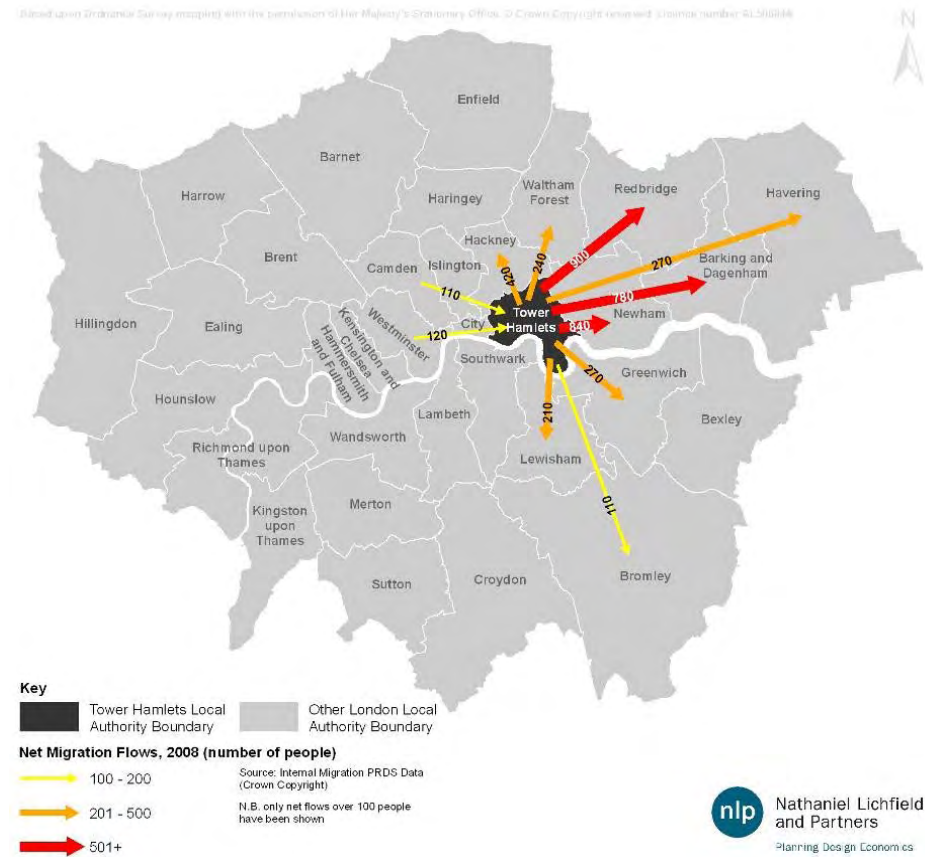 N
Enfield
Barnet
Harrow
Haringey
Waltham
Forest
Redbridge
Havering
Hackney
Brent
Camden
Islington
Barking and
Dagenham
Hillingdon
Ealing
Kensington and
Chelsea
Hammersmith
and Fulham
Westminster
City
Tower
Hamlets
Newham
Southwark
Greenwich
Hounslow
Lambeth
Bexley
Richmond upon
Thames
Wandsworth
Lewisham
Merton
Kingston
upon
Thames
Sutton
Croydon
Bromley
420
240
900
270
780
840
110
120
270
210
110
Key
Tower Hamlets Local
Authority Boundary
Other London Local
Authority Boundary
Net Migration Flows, 2008 (number of people)
100 - 200
201 - 500
501+
Source: Internal Migration PRDS Data
(Crown Copyright)
N.B. only net flows over 100 people
have been shown
nlp
Nathaniel Lichfield
and Partners
Planning Design Economics